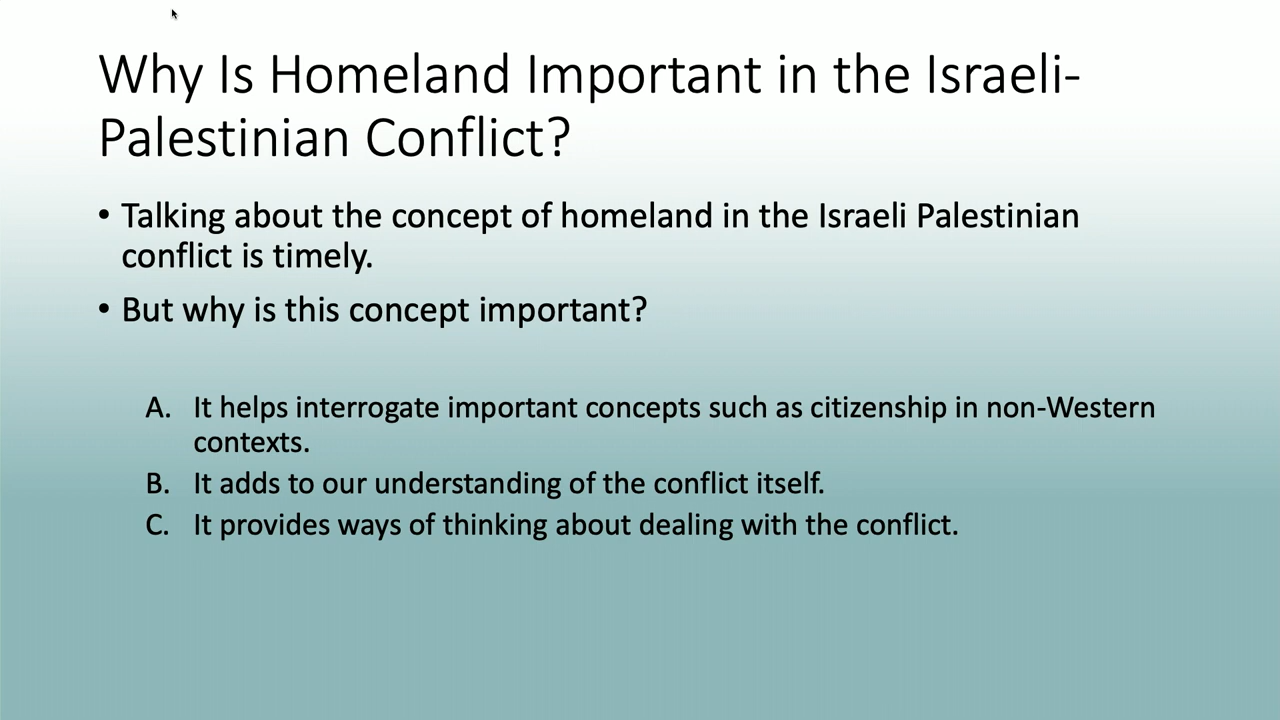 Why Is Homeland Important in the Israeli-
Palestinian Conflict?
• Talking about the concept of homeland in the Israeli Palestinian
conflict is timely.
• But why is this concept important?
A. It helps interrogate important concepts such as citizenship in non-Western
contexts.
B. It adds to our understanding of the conflict itself.
C. It provides ways of thinking about dealing with the conflict.